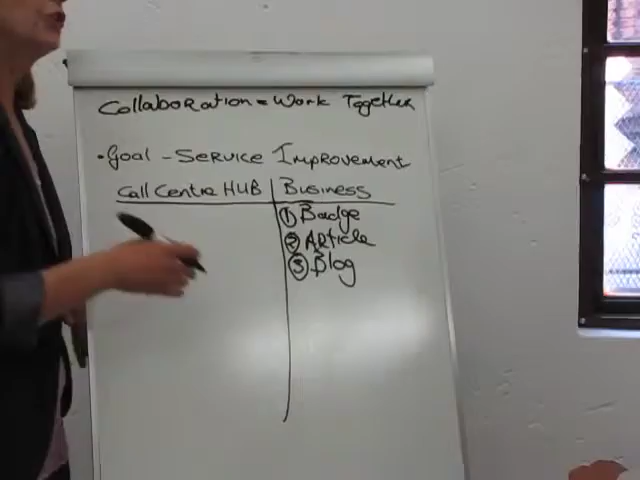 Collaboration = Work Together
• Goal - Service Improvement
Call Centre HUB | Business
① Badge
② Article
③ Blog